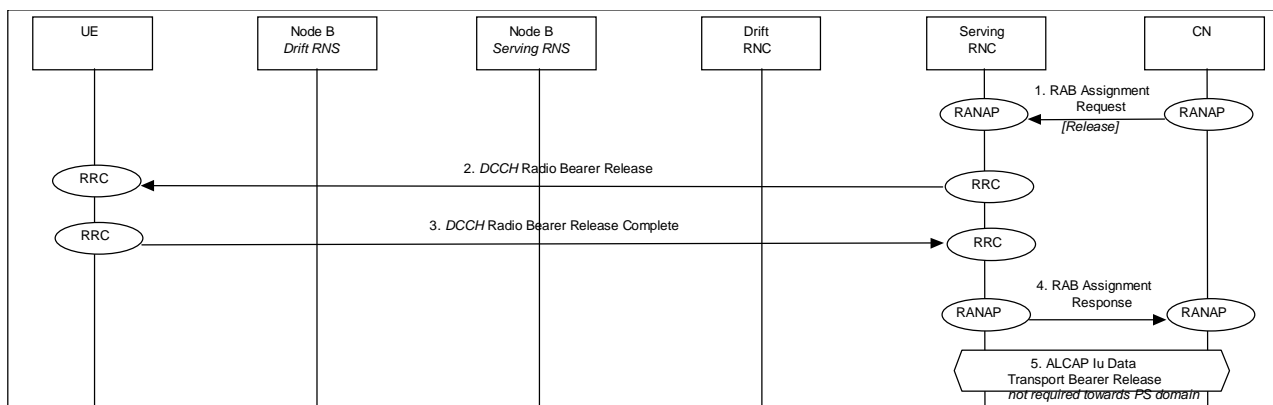 UE
Node B
Drift RNS
Node B
Serving RNS
Drift
RNC
Serving
RNC
CN
1. RAB Assignment
Request
[Release]
RANAP
RANAP
2. DCCH Radio Bearer Release
RRC
RRC
3. DCCH Radio Bearer Release Complete
RRC
RRC
4. RAB Assignment
Response
RANAP
RANAP
5. ALCAP Iu Data
Transport Bearer Release
not required towards PS domain